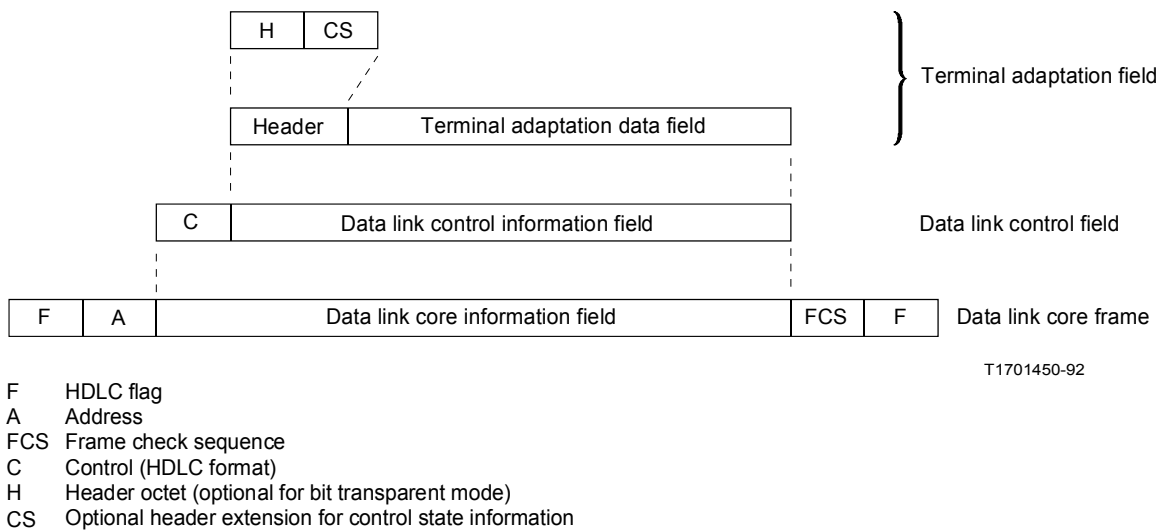 H CS
Terminal adaptation field
Header Terminal adaptation data field
C Data link control information field Data link control field
F A Data link core information field FCS F Data link core frame
T1701450-92
F HDLC flag
A Address
FCS Frame check sequence
C Control (HDLC format)
H Header octet (optional for bit transparent mode)
CS Optional header extension for control state information